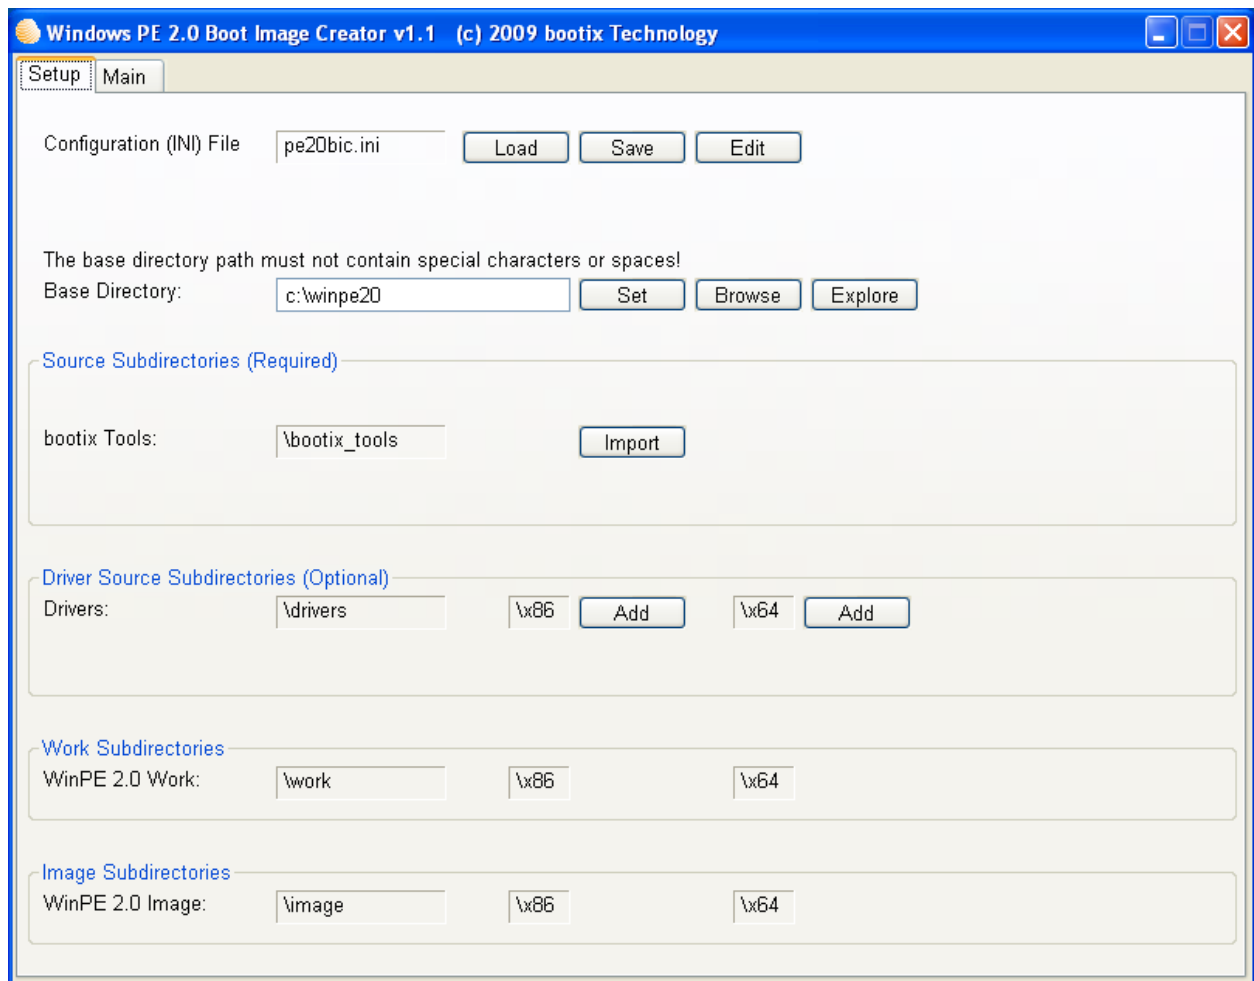 Windows PE 2.0 Boot Image Creator v1.1 (c) 2009 bootix Technology
Setup Main
Configuration (INI) File pe20bic.ini Load Save Edit
The base directory path must not contain special characters or spaces!
Base Directory: c:\winpe20 Set Browse Explore
Source Subdirectories (Required)
bootix Tools: \bootix_tools Import
Driver Source Subdirectories (Optional)
Drivers: \drivers \x86 Add \x64 Add
Work Subdirectories
WinPE 2.0 Work: \work \x86 \x64
Image Subdirectories
WinPE 2.0 Image: \image \x86 \x64